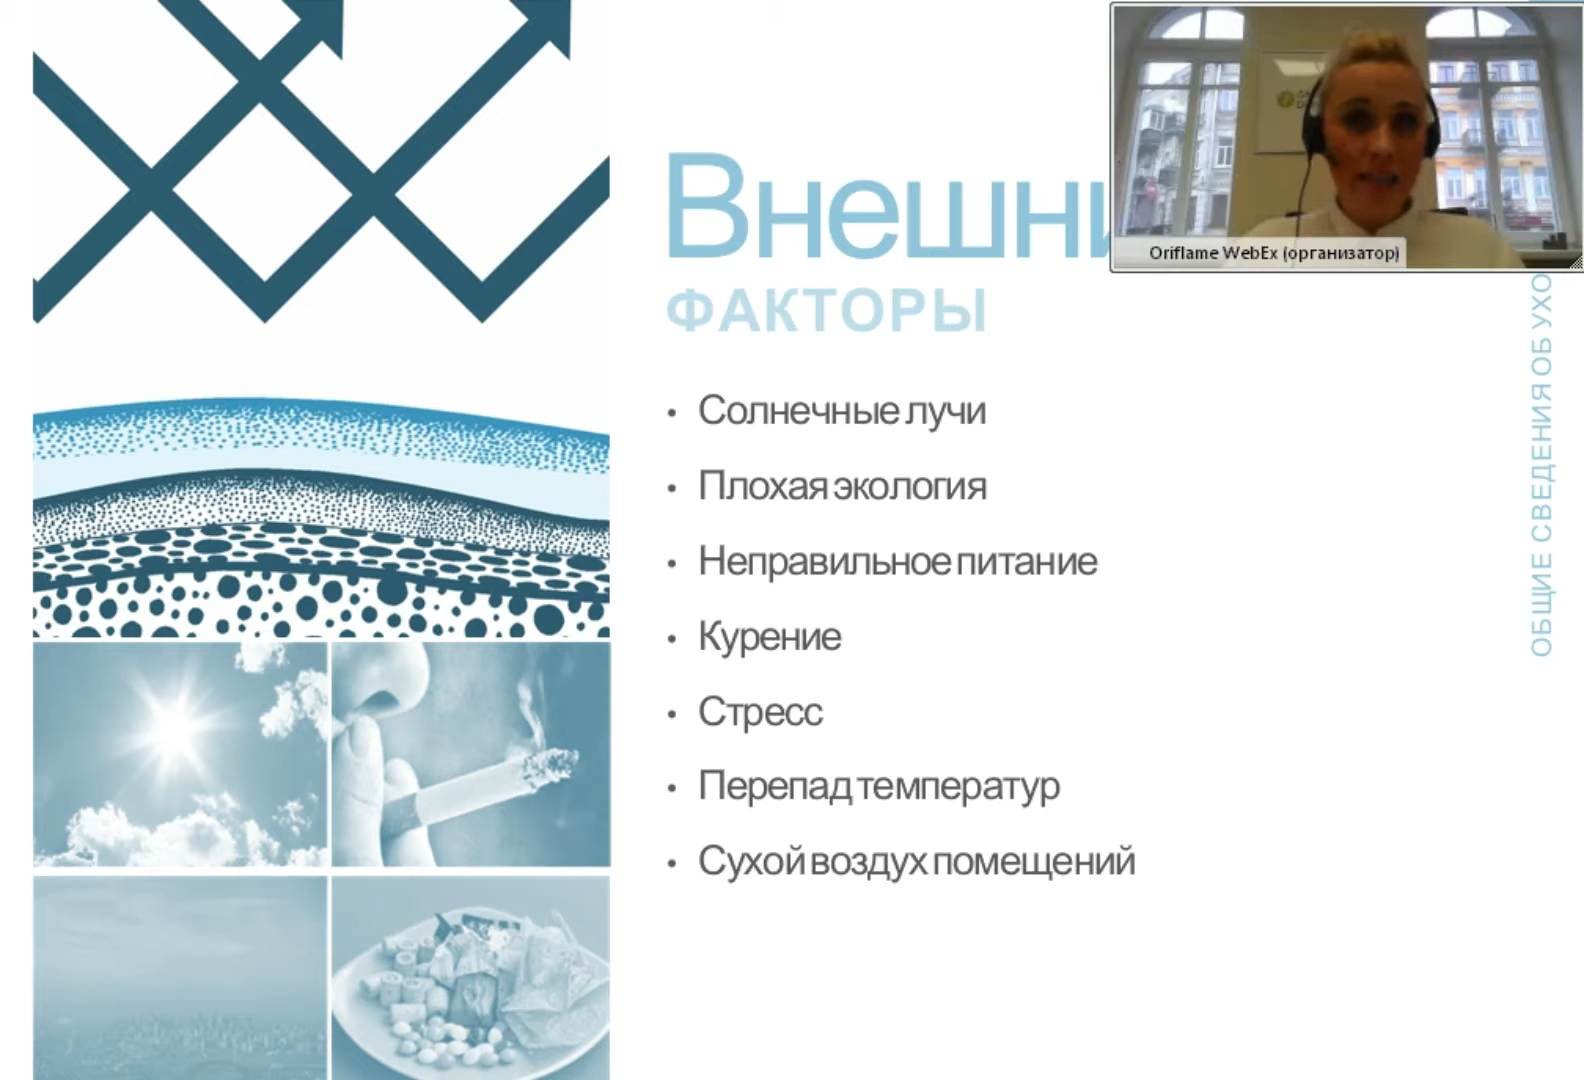 Внешни
ФАКТОРЫ
Oriflame WebEx (организатор)
• Солнечные лучи
• Плохая экология
• Неправильное питание
• Курение
• Стресс
• Перепад температур
• Сухой воздух помещений
ОБЩИЕ СВЕДЕНИЯ ОБ УХО